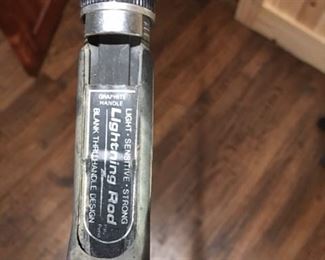 GRAPHITE
HANDLE
LIGHT · SENSITIVE · STRONG
Lightning Rod
BLANK THRU HANDLE DESIGN